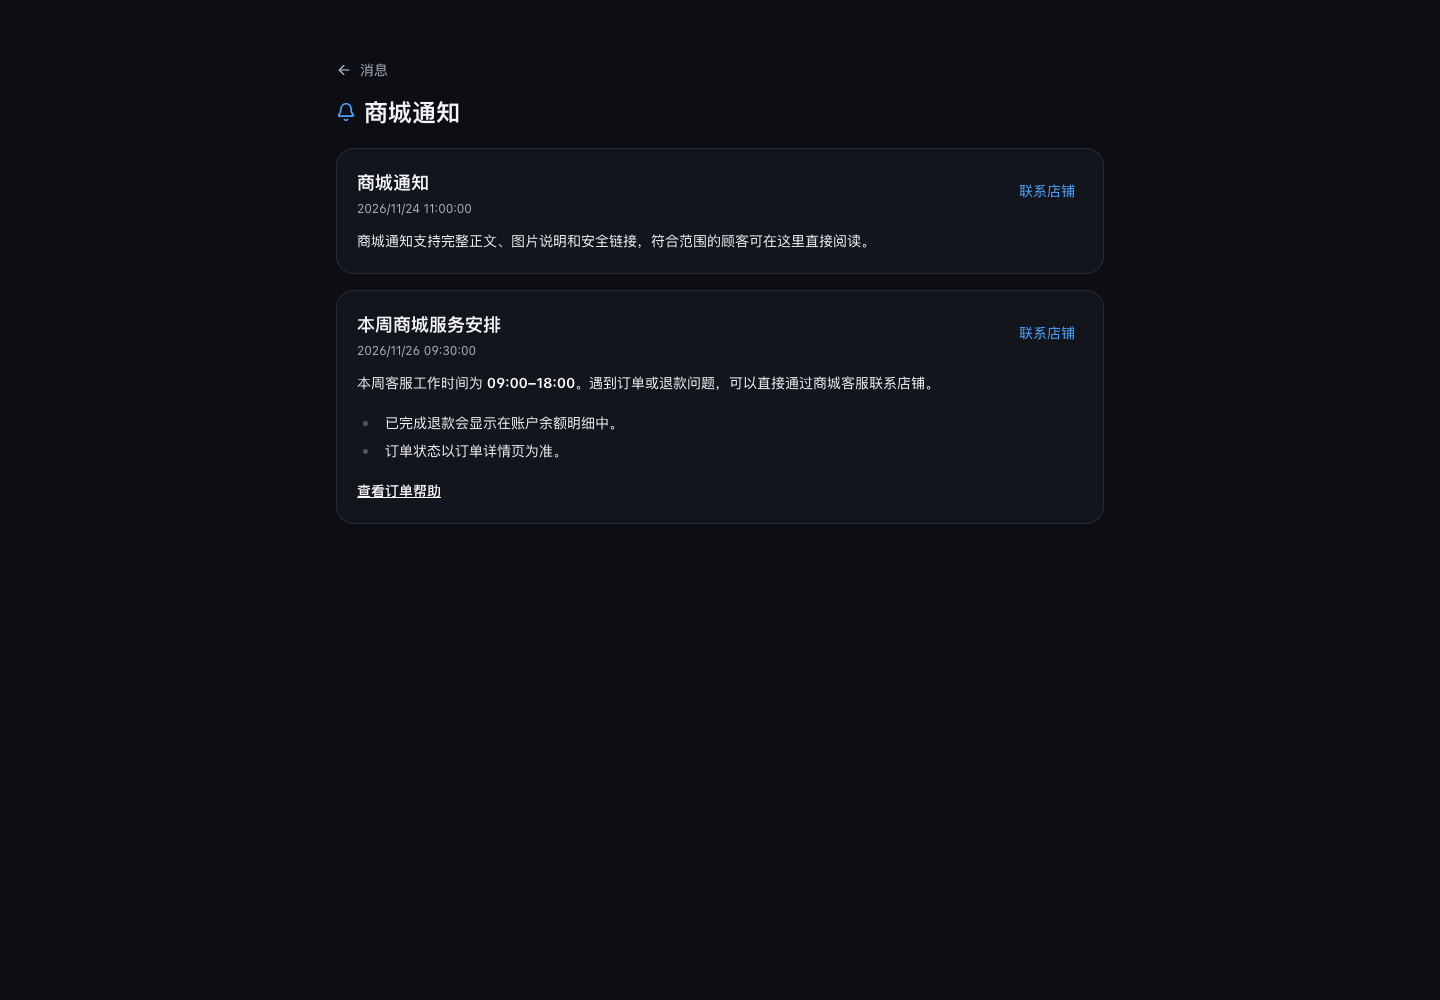 消息
商城通知
商城通知
联系店铺
2026/11/24 11:00:00
商城通知支持完整正文、图片说明和安全链接，符合范围的顾客可在这里直接阅读。
本周商城服务安排
联系店铺
2026/11/26 09:30:00
本周客服工作时间为 09:00–18:00。遇到订单或退款问题，可以直接通过商城客服联系店铺。
已完成退款会显示在账户余额明细中。
订单状态以订单详情页为准。
查看订单帮助